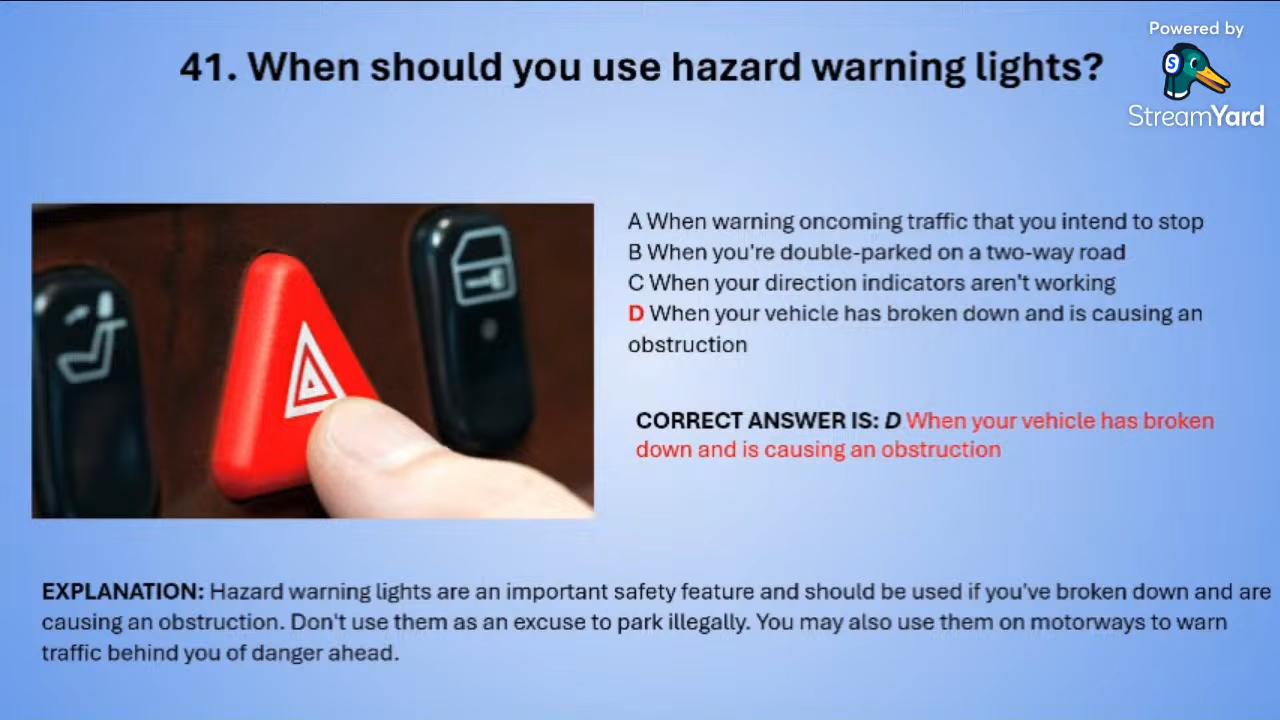 Powered by
StreamYard
41. When should you use hazard warning lights?
A When warning oncoming traffic that you intend to stop
B When you're double-parked on a two-way road
C When your direction indicators aren't working
D When your vehicle has broken down and is causing an
obstruction
CORRECT ANSWER IS: D When your vehicle has broken
down and is causing an obstruction
EXPLANATION: Hazard warning lights are an important safety feature and should be used if you've broken down and are
causing an obstruction. Don't use them as an excuse to park illegally. You may also use them on motorways to warn
traffic behind you of danger ahead.